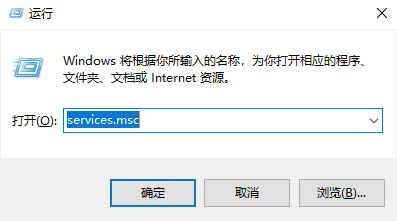 运行
Windows 将根据你所输入的名称，为你打开相应的程序、
文件夹、文档或 Internet 资源。
打开(O): services.msc
确定 取消 浏览(B)...